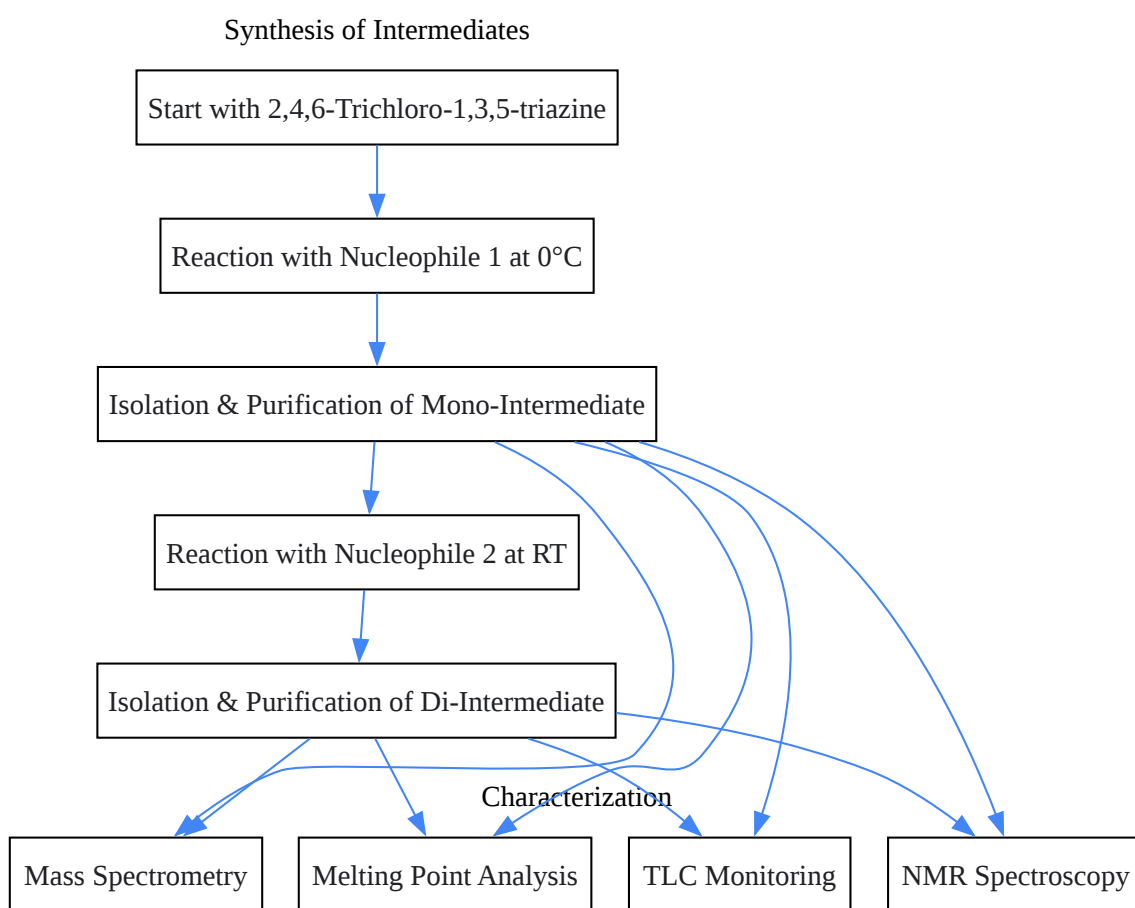 Synthesis of Intermediates
Start with 2,4,6-Trichloro-1,3,5-triazine
Reaction with Nucleophile 1 at 0°C
Isolation & Purification of Mono-Intermediate
Reaction with Nucleophile 2 at RT
Isolation & Purification of Di-Intermediate
Characterization
Mass Spectrometry
Melting Point Analysis
TLC Monitoring
NMR Spectroscopy